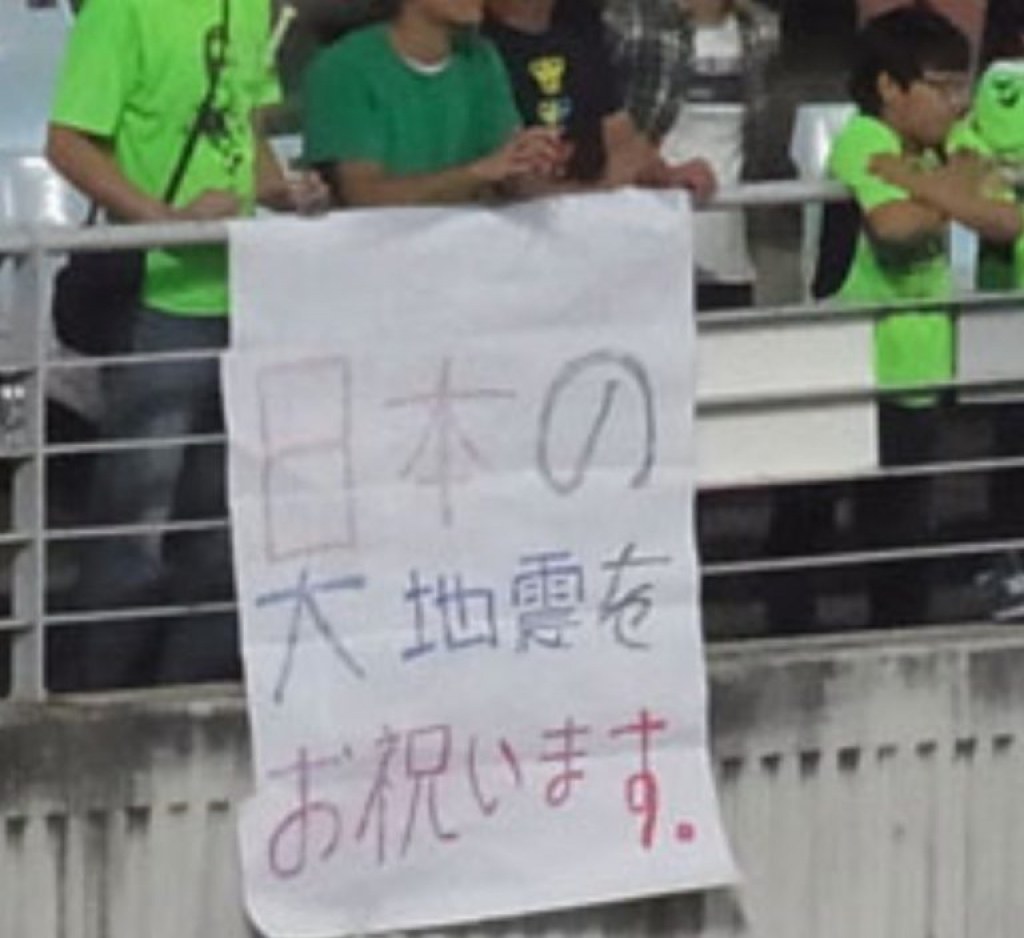 日本の
大地震を
お祝います。